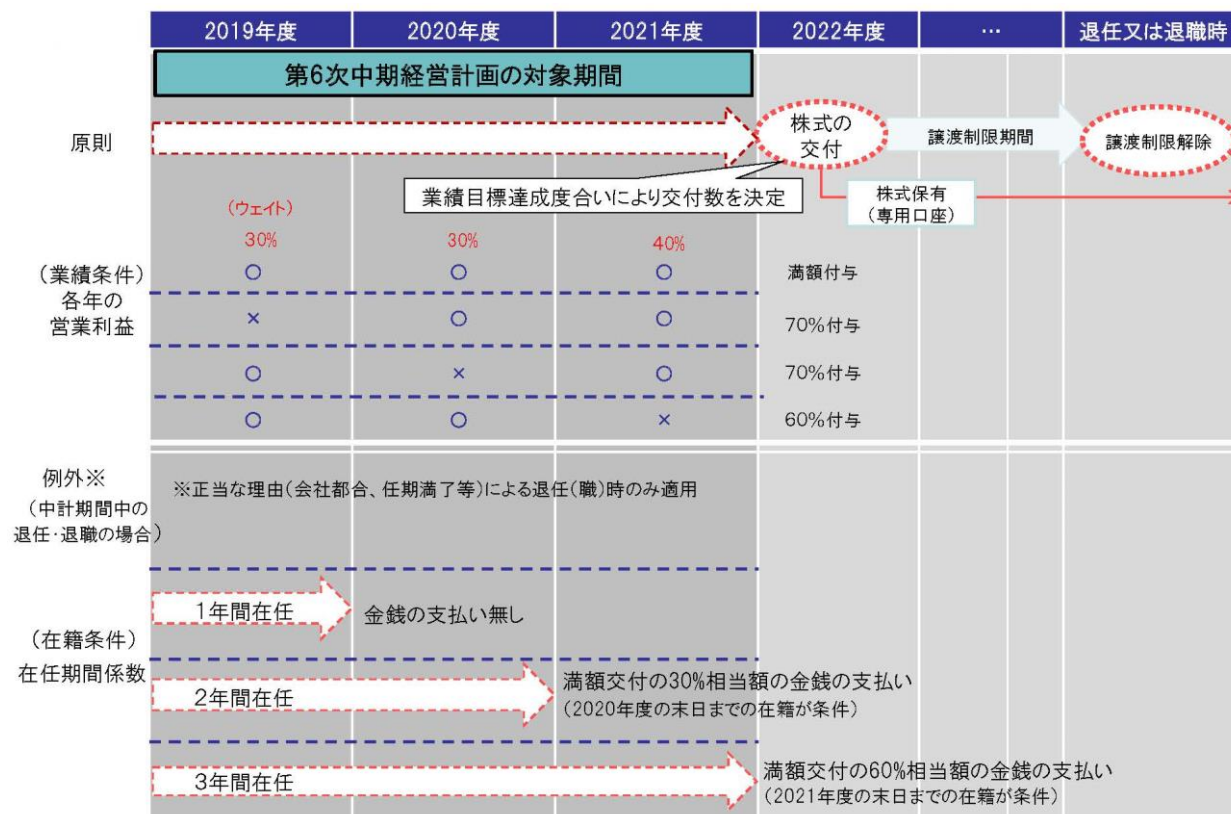 2019年度 2020年度 2021年度 2022年度 … 退任又は退職時
第6次中期経営計画の対象期間
原則
株式の
交付
譲渡制限期間
譲渡制限解除
業績目標達成度合いにより交付数を決定
株式保有
(専用口座)
(ウェイト)
30% 30% 40%
(業績条件)
各年の
営業利益
○ ○ ○ 満額付与
× ○ ○ 70%付与
○ × ○ 70%付与
○ ○ × 60%付与
例外※
(中計期間中の
退任・退職の場合)
※正当な理由(会社都合、任期満了等)による退任(職)時のみ適用
(在籍条件)
在任期間係数
1年間在任 金銭の支払い無し
2年間在任 満額交付の30%相当額の金銭の支払い
(2020年度の末日までの在籍が条件)
3年間在任 満額交付の60%相当額の金銭の支払い
(2021年度の末日までの在籍が条件)